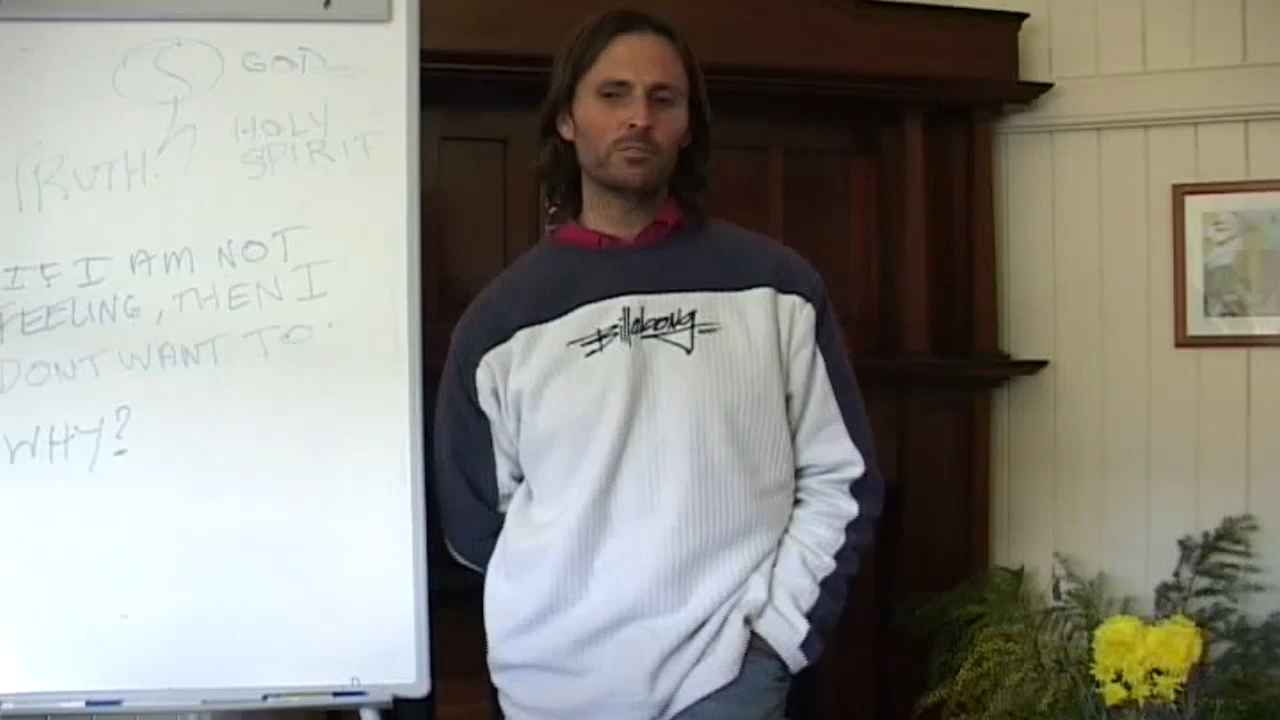 S GOD
HOLY
SPIRIT
TRUTH.
IF I AM NOT
FEELING, THEN I
DONT WANT TO
WHY?
Billabong